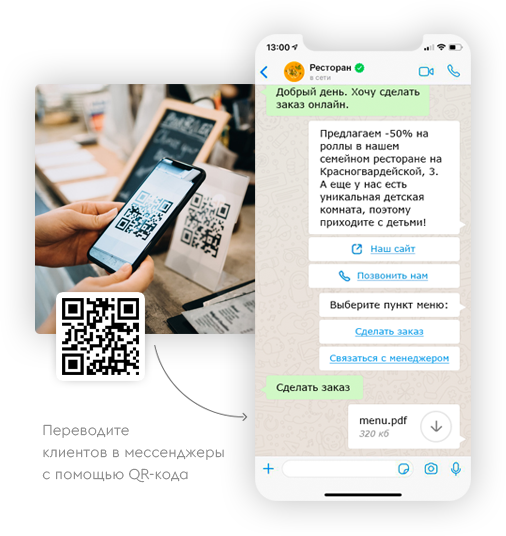 13:00
Ресторан
в сети
Добрый день. Хочу сделать
заказ онлайн.
Предлагаем -50% на
роллы в нашем
семейном ресторане на
Красногвардейской, 3.
А еще у нас есть
уникальная детская
комната, поэтому
приходите с детьми!
Наш сайт
Позвонить нам
Выберите пункт меню:
Сделать заказ
Связаться с менеджером
Сделать заказ
menu.pdf
320 кб
Переводите
клиентов в мессенджеры
с помощью QR-кода